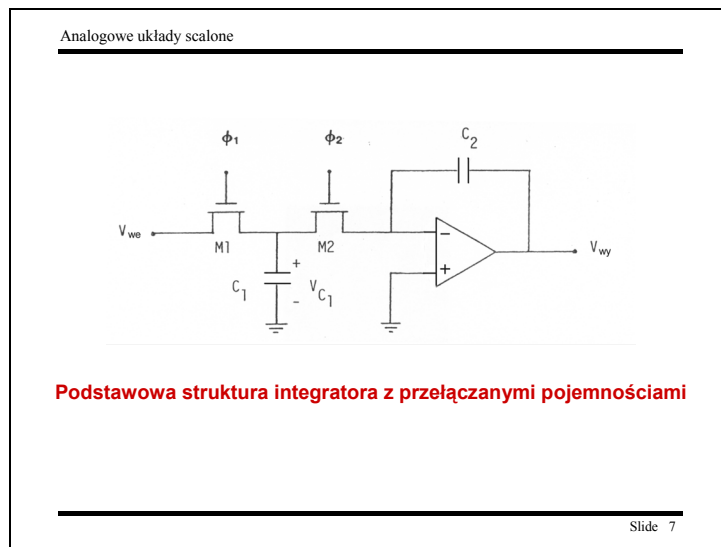 Analogowe układy scalone
ϕ1 ϕ2 C2
Vwe M1 M2 − Vwy
+
C1 + VC1 −
Podstawowa struktura integratora z przełączanymi pojemnościami
Slide 7